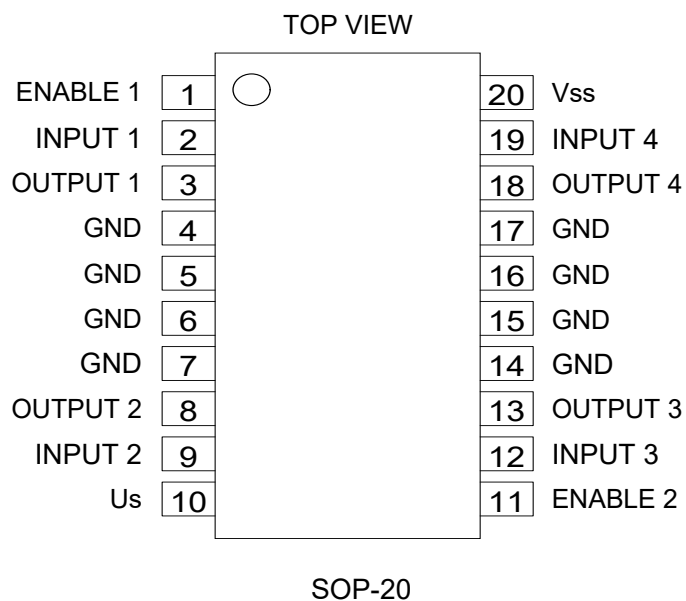 TOP VIEW
ENABLE 1 1 20 Vss
INPUT 1 2 19 INPUT 4
OUTPUT 1 3 18 OUTPUT 4
GND 4 17 GND
GND 5 16 GND
GND 6 15 GND
GND 7 14 GND
OUTPUT 2 8 13 OUTPUT 3
INPUT 2 9 12 INPUT 3
Us 10 11 ENABLE 2
SOP-20